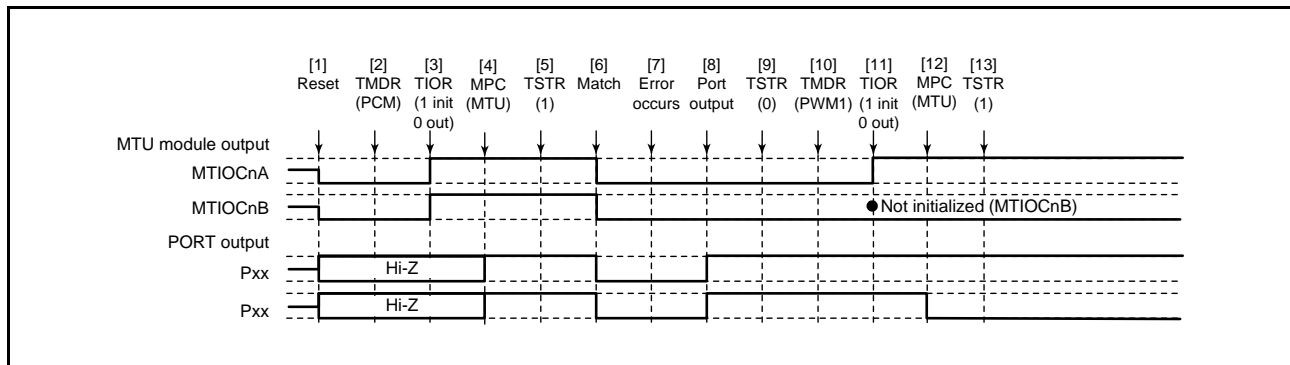 [1] [2] [3] [4] [5] [6] [7] [8] [9] [10] [11] [12] [13]
Reset TMDR TIOR MPC TSTR Match Error Port TSTR TMDR TIOR MPC TSTR
(PCM) (1 init (MTU) (1) occurs output (0) (PWM1) (1 init (MTU) (1)
0 out) 0 out)
MTU module output
MTIOCnA
MTIOCnB
Not initialized (MTIOCnB)
PORT output
Pxx
Hi-Z
Pxx
Hi-Z